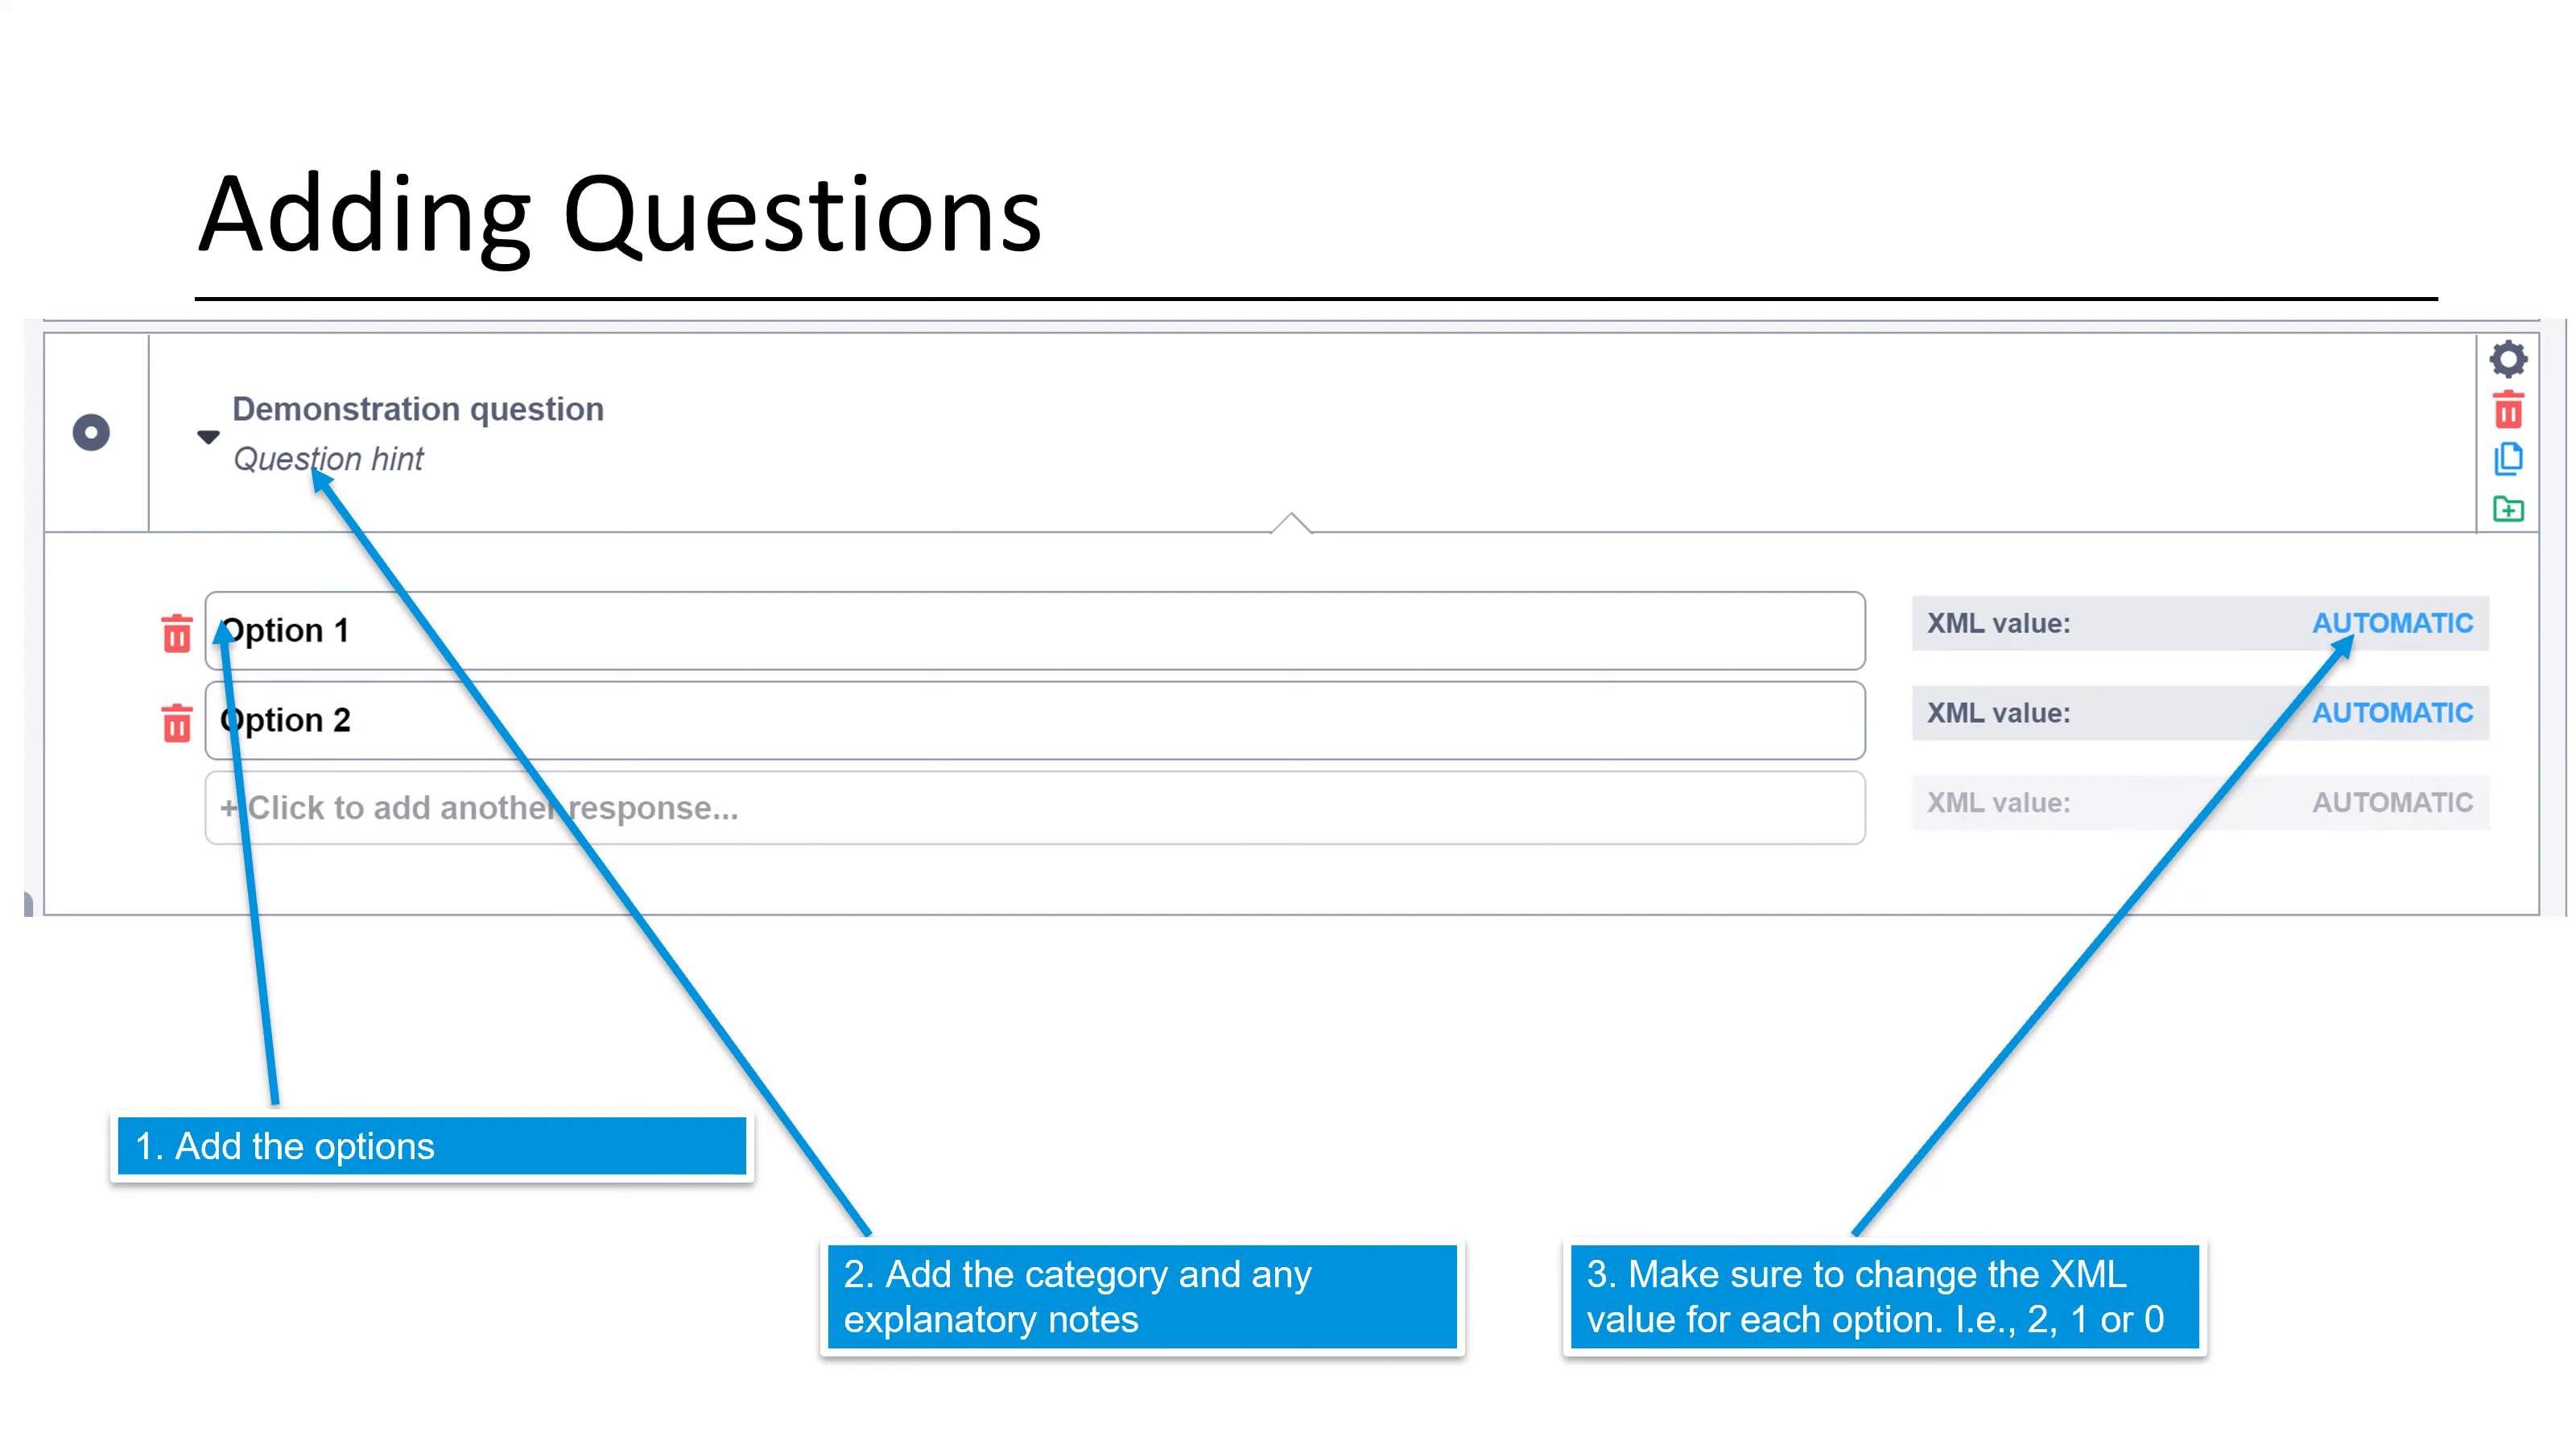 Adding Questions
Demonstration question
Question hint
Option 1
XML value: AUTOMATIC
Option 2
XML value: AUTOMATIC
+ Click to add another response...
XML value: AUTOMATIC
1. Add the options
2. Add the category and any
explanatory notes
3. Make sure to change the XML
value for each option. I.e., 2, 1 or 0